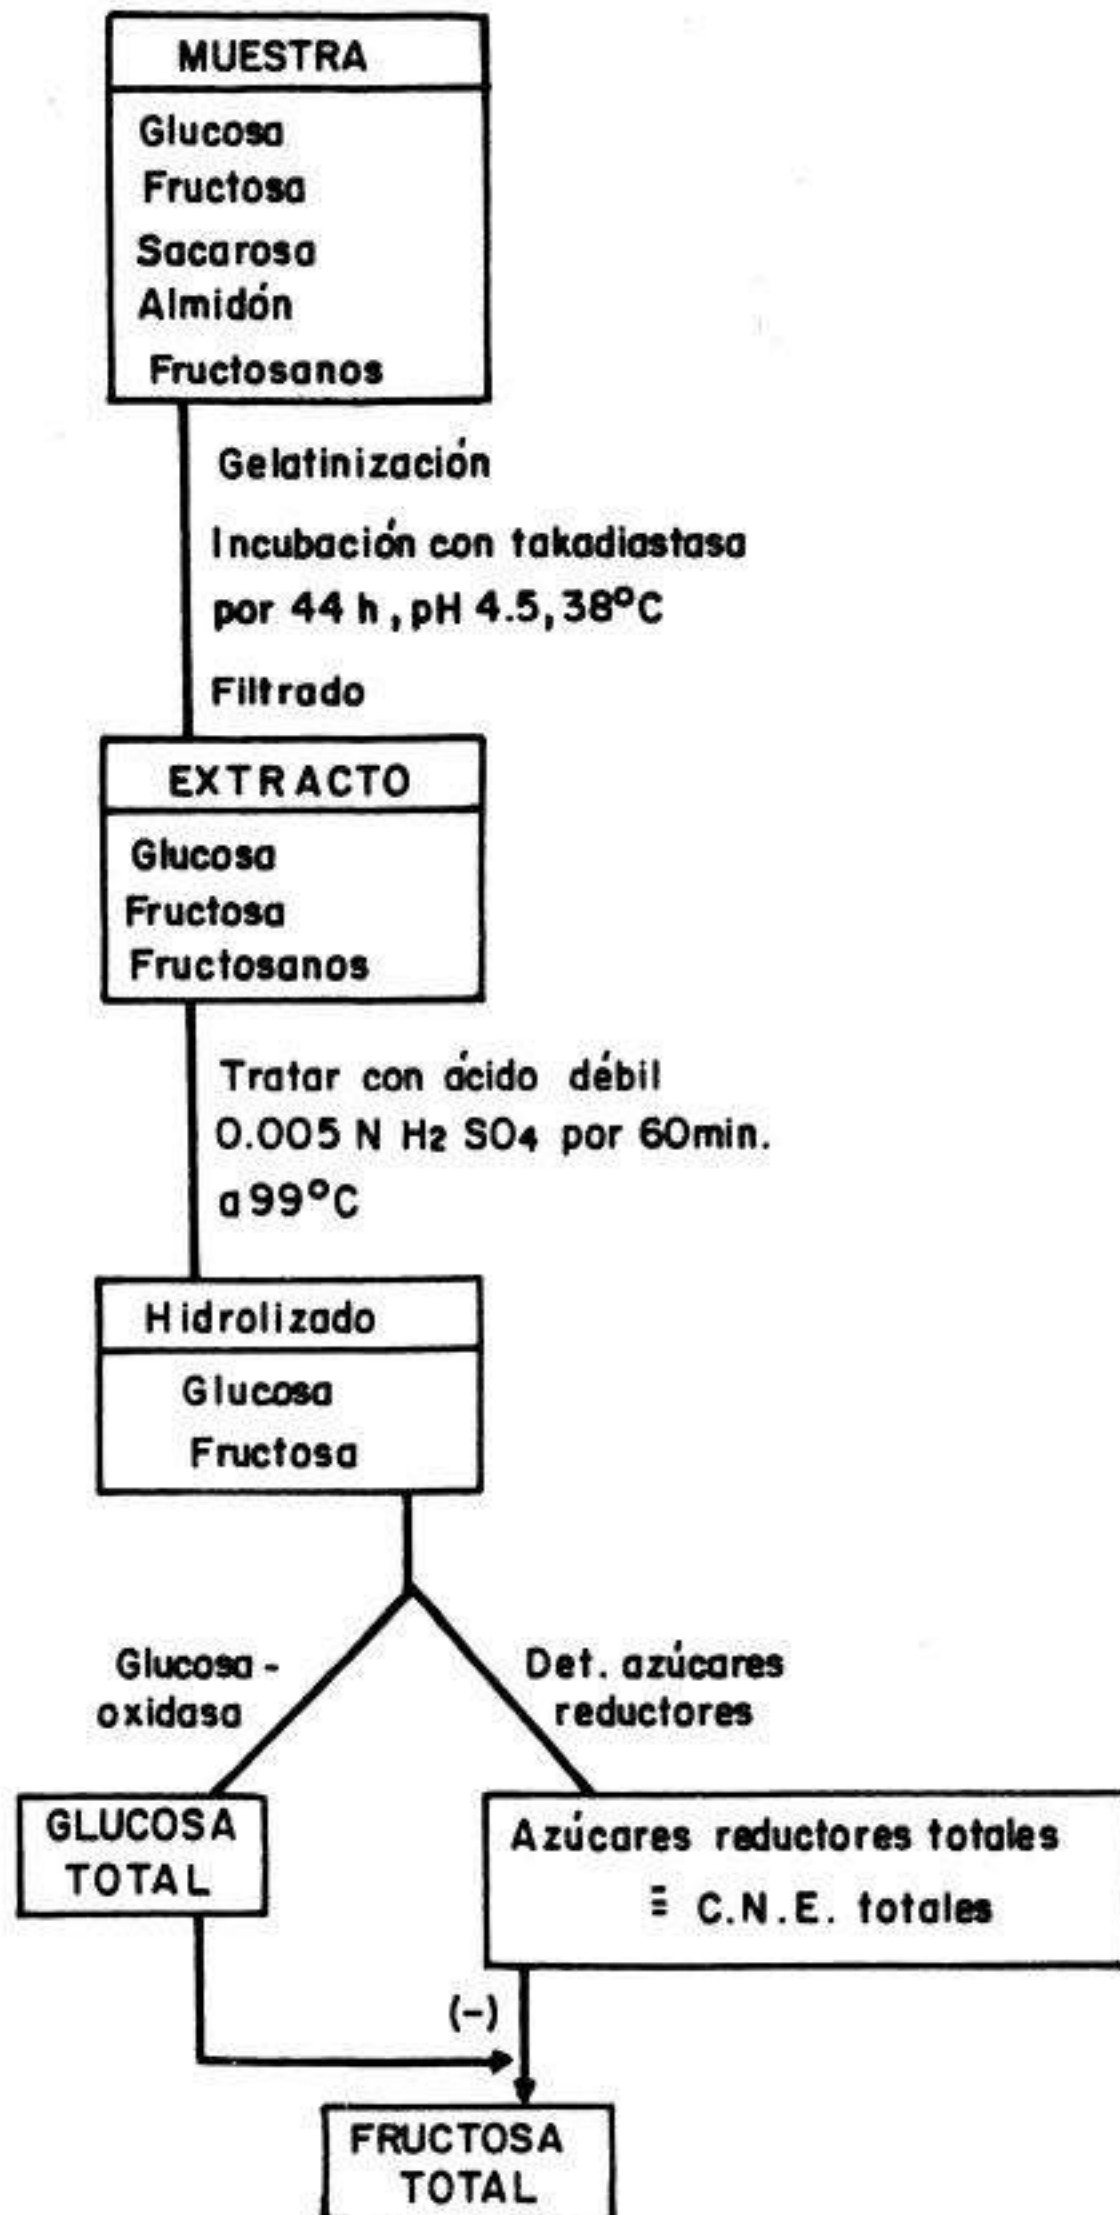 MUESTRA
Glucosa
Fructosa
Sacarosa
Almidón
Fructosanos
Gelatinización
Incubación con takadiastasa
por 44 h, pH 4.5, 38°C
Filtrado
EXTRACTO
Glucosa
Fructosa
Fructosanos
Tratar con ácido débil
0.005 N H2 SO4 por 60min.
a 99°C
Hidrolizado
Glucosa
Fructosa
Glucosa-
oxidasa
Det. azúcares
reductores
GLUCOSA
TOTAL
Azúcares reductores totales
≡ C.N.E. totales
(-)
FRUCTOSA
TOTAL